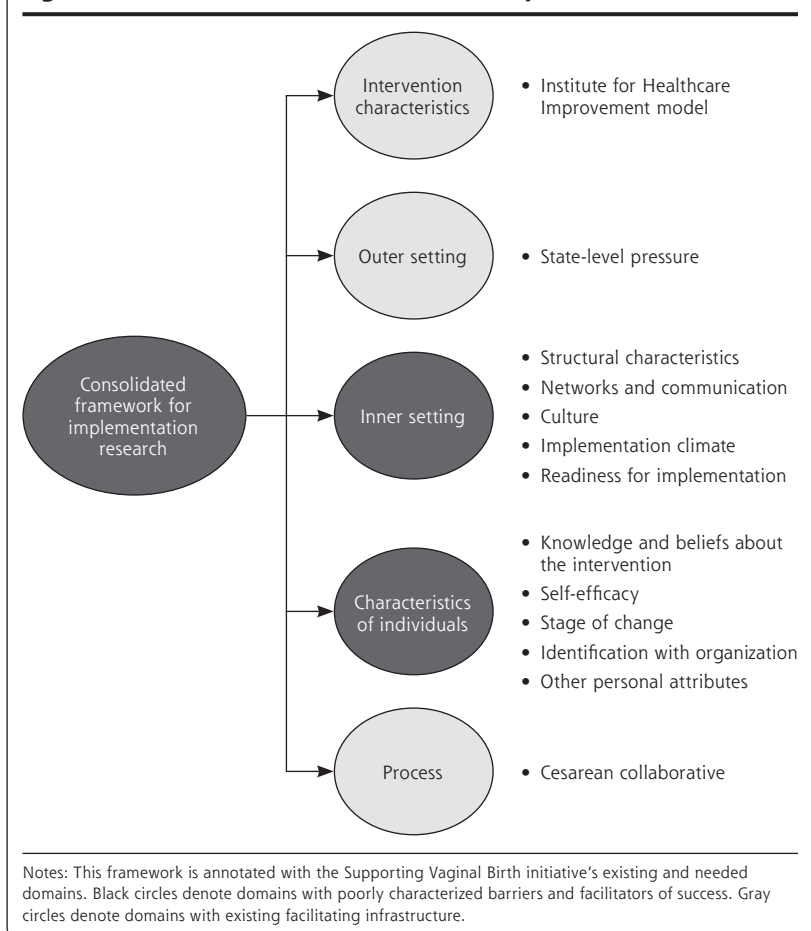 Intervention
characteristics
• Institute for Healthcare
Improvement model
Outer setting
• State-level pressure
Consolidated
framework for
implementation
research
Inner setting
• Structural characteristics
• Networks and communication
• Culture
• Implementation climate
• Readiness for implementation
Characteristics
of individuals
• Knowledge and beliefs about
the intervention
• Self-efficacy
• Stage of change
• Identification with organization
• Other personal attributes
Process
• Cesarean collaborative
Notes: This framework is annotated with the Supporting Vaginal Birth initiative’s existing and needed
domains. Black circles denote domains with poorly characterized barriers and facilitators of success. Gray
circles denote domains with existing facilitating infrastructure.